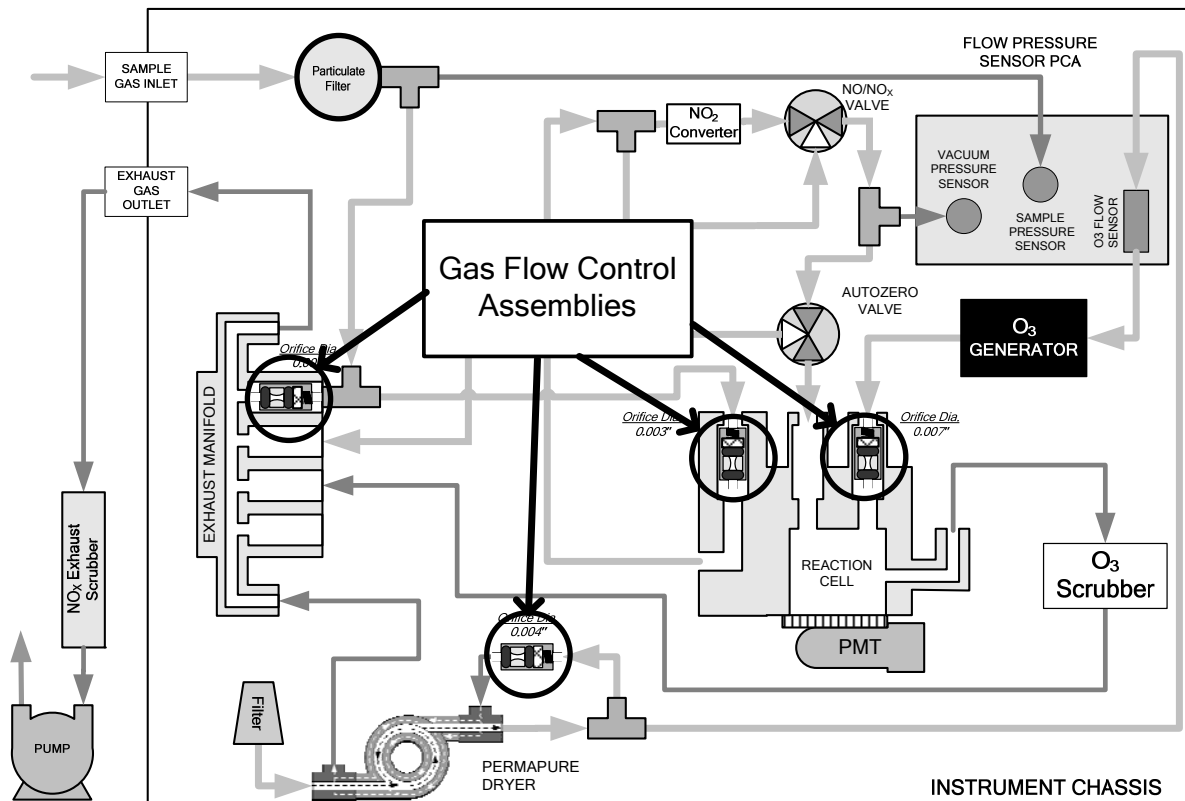 SAMPLE
GAS INLET
Particulate
Filter
FLOW PRESSURE
SENSOR PCA
NO/NOX
VALVE
NO2
Converter
EXHAUST
GAS
OUTLET
VACUUM
PRESSURE
SENSOR
SAMPLE
PRESSURE
SENSOR
O3 FLOW
SENSOR
Gas Flow Control
Assemblies
AUTOZERO
VALVE
O3
GENERATOR
Orifice Dia.
EXHAUST MANIFOLD
Orifice Dia.
0.003"
Orifice Dia.
0.007"
NOX Exhaust
Scrubber
REACTION
CELL
O3
Scrubber
Orifice Dia.
0.004"
PMT
Filter
PUMP
PERMAPURE
DRYER
INSTRUMENT CHASSIS